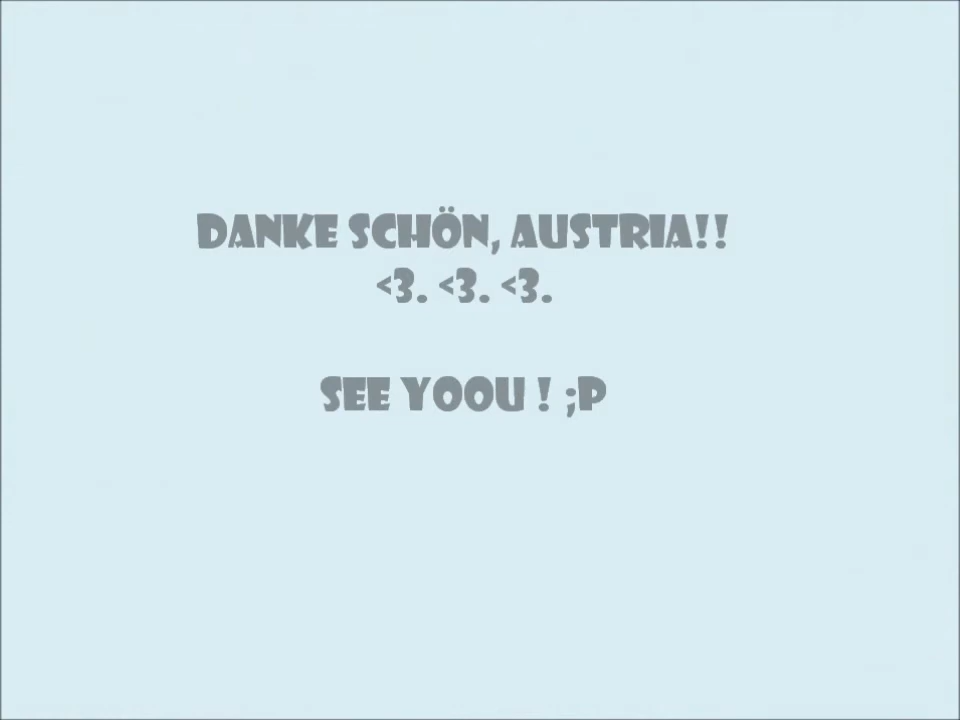 DANKE SCHÖN, AUSTRIA!!
<3. <3. <3.
SEE YOOU ! ;P